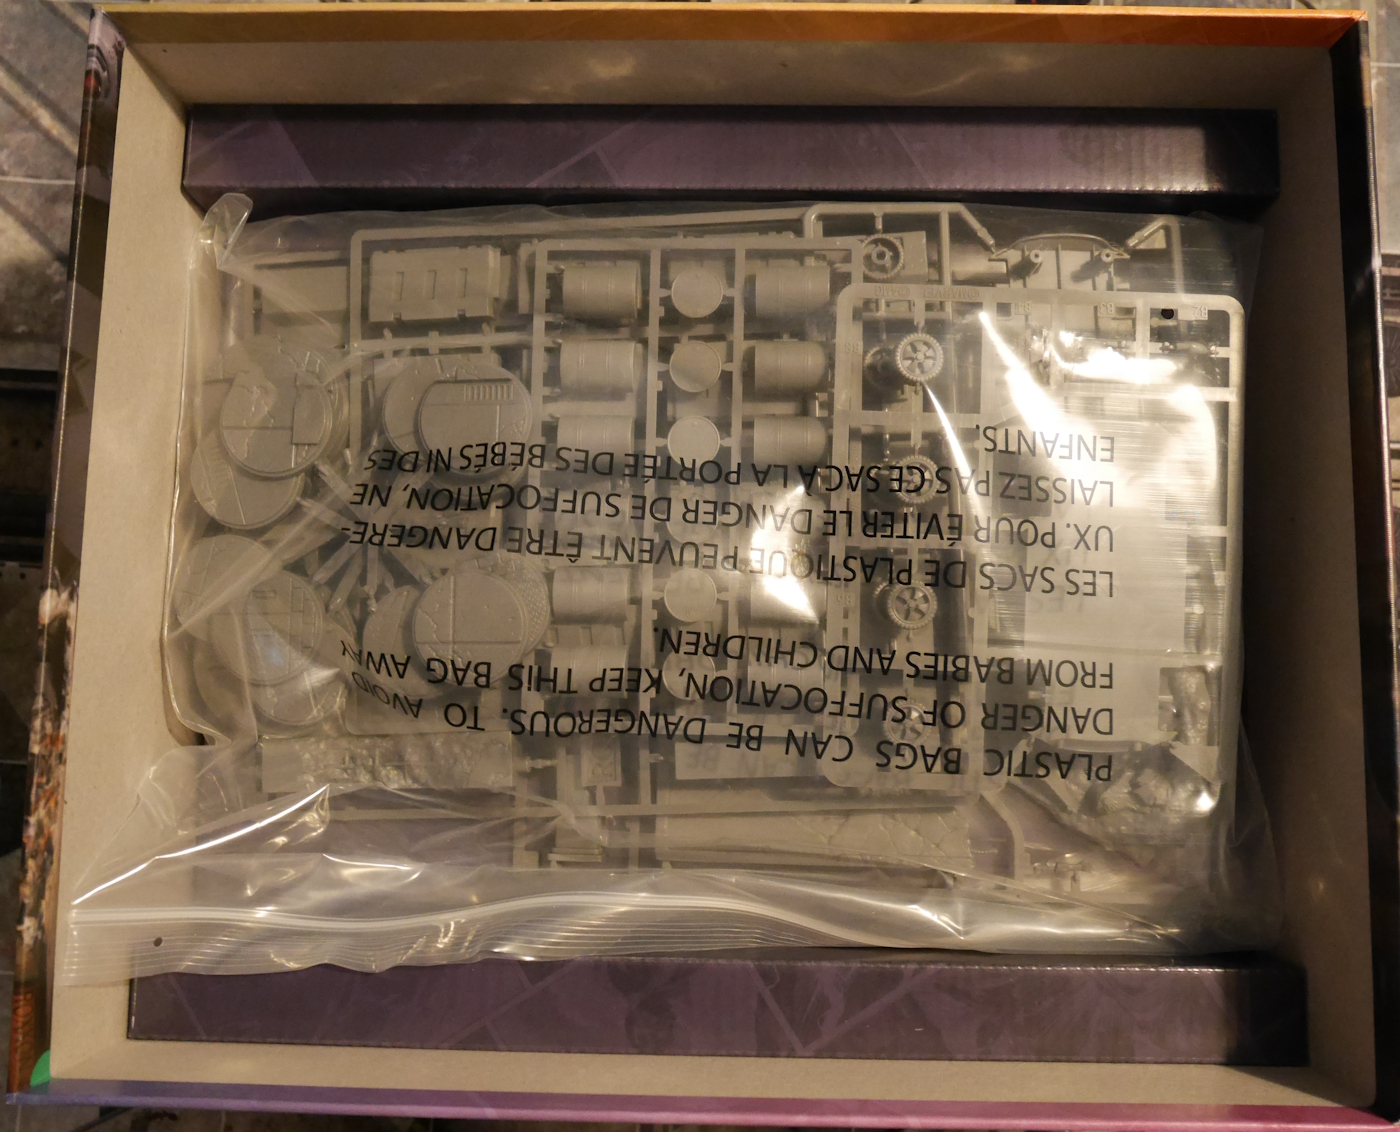 PLASTIC BAGS CAN BE DANGEROUS. TO AVOID
DANGER OF SUFFOCATION, KEEP THIS BAG AWAY
FROM BABIES AND CHILDREN.
LES SACS DE PLASTIQUE PEUVENT ÊTRE DANGERE-
UX. POUR ÉVITER LE DANGER DE SUFFOCATION, NE
LAISSEZ PAS CE SAC À LA PORTÉE DES BÉBÉS NI DES
ENFANTS.